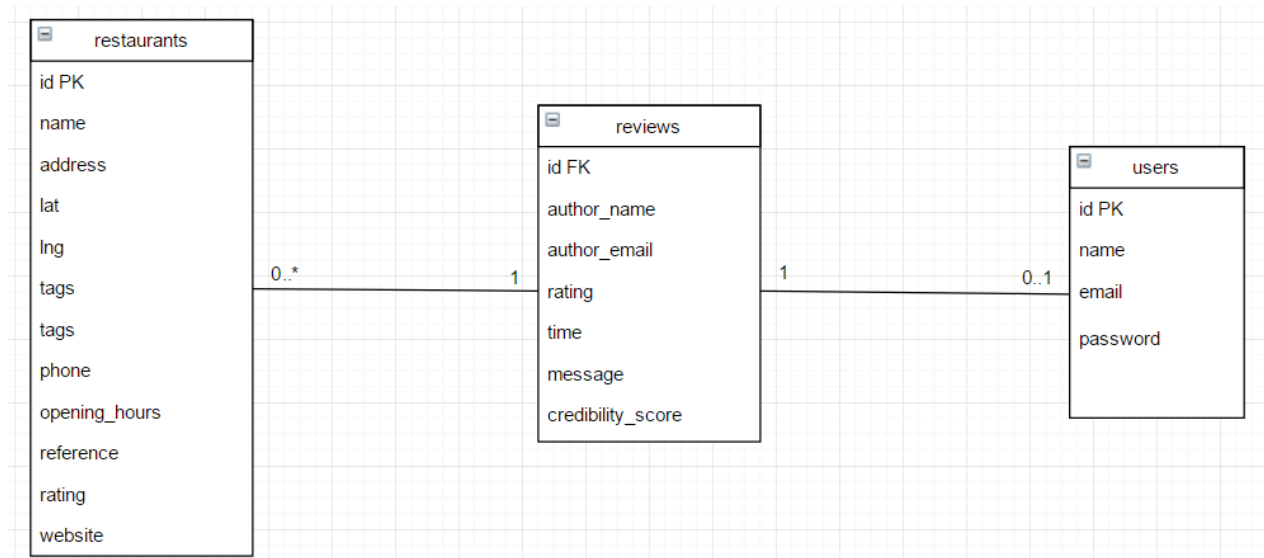 restaurants
id PK
name
address
lat
lng
tags
tags
phone
opening_hours
reference
rating
website
0..*
1
reviews
id FK
author_name
author_email
rating
time
message
credibility_score
1
0..1
users
id PK
name
email
password